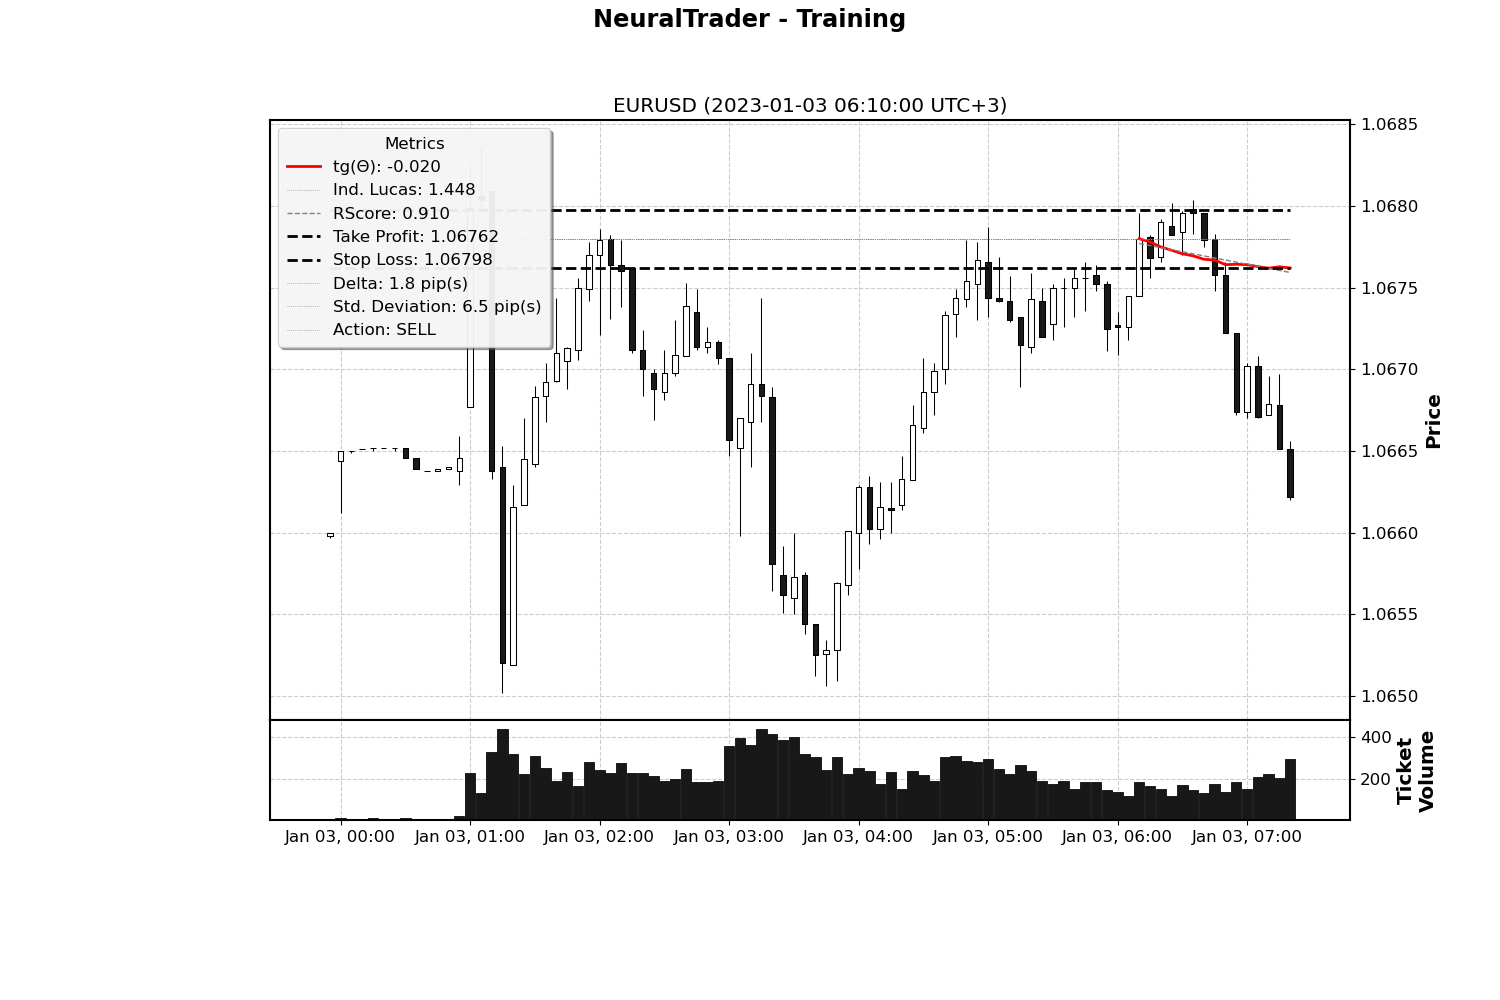 NeuralTrader - Training
EURUSD (2023-01-03 06:10:00 UTC+3)
Metrics
tg(Θ): -0.020
Ind. Lucas: 1.448
RScore: 0.910
Take Profit: 1.06762
Stop Loss: 1.06798
Delta: 1.8 pip(s)
Std. Deviation: 6.5 pip(s)
Action: SELL
1.0685
1.0680
1.0675
1.0670
1.0665
1.0660
1.0655
1.0650
Price
400
200
Ticket
Volume
Jan 03, 00:00
Jan 03, 01:00
Jan 03, 02:00
Jan 03, 03:00
Jan 03, 04:00
Jan 03, 05:00
Jan 03, 06:00
Jan 03, 07:00